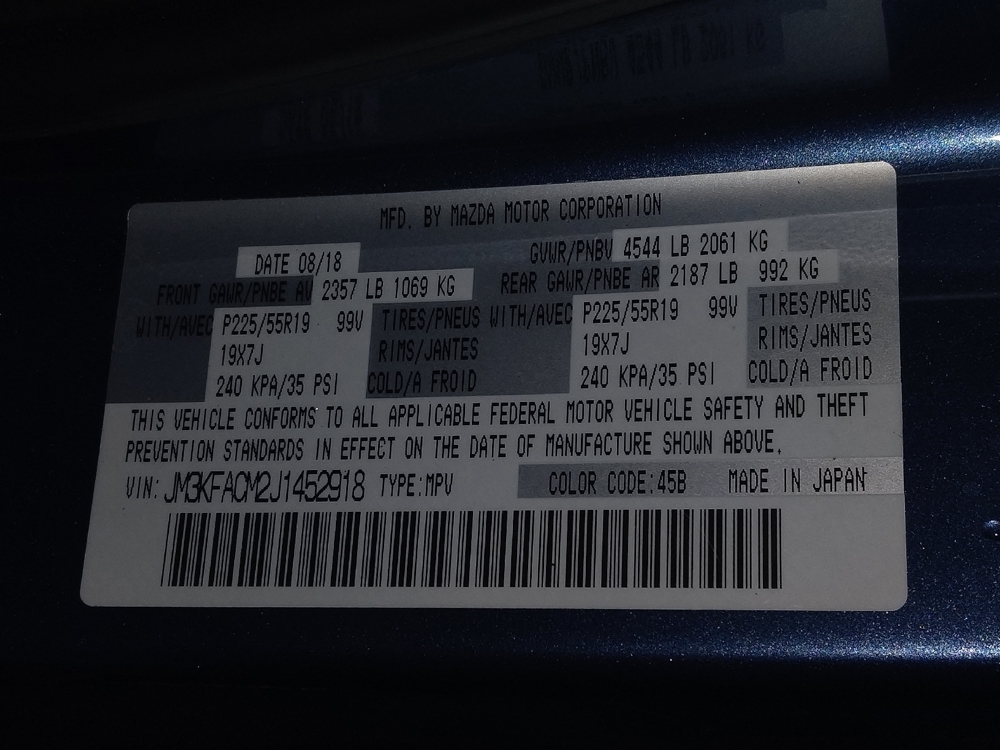 MFD. BY MAZDA MOTOR CORPORATION
DATE 08/18 GVWR/PNBV 4544 LB 2061 KG
FRONT GAWR/PNBE AV 2357 LB 1069 KG REAR GAWR/PNBE AR 2187 LB 992 KG
WITH/AVEC P225/55R19 99V TIRES/PNEUS WITH/AVEC P225/55R19 99V TIRES/PNEUS
19X7J RIMS/JANTES 19X7J RIMS/JANTES
240 KPA/35 PSI COLD/A FROID 240 KPA/35 PSI COLD/A FROID
THIS VEHICLE CONFORMS TO ALL APPLICABLE FEDERAL MOTOR VEHICLE SAFETY AND THEFT
PREVENTION STANDARDS IN EFFECT ON THE DATE OF MANUFACTURE SHOWN ABOVE.
VIN: JM3KFACM2J1452918 TYPE:MPV COLOR CODE:45B MADE IN JAPAN